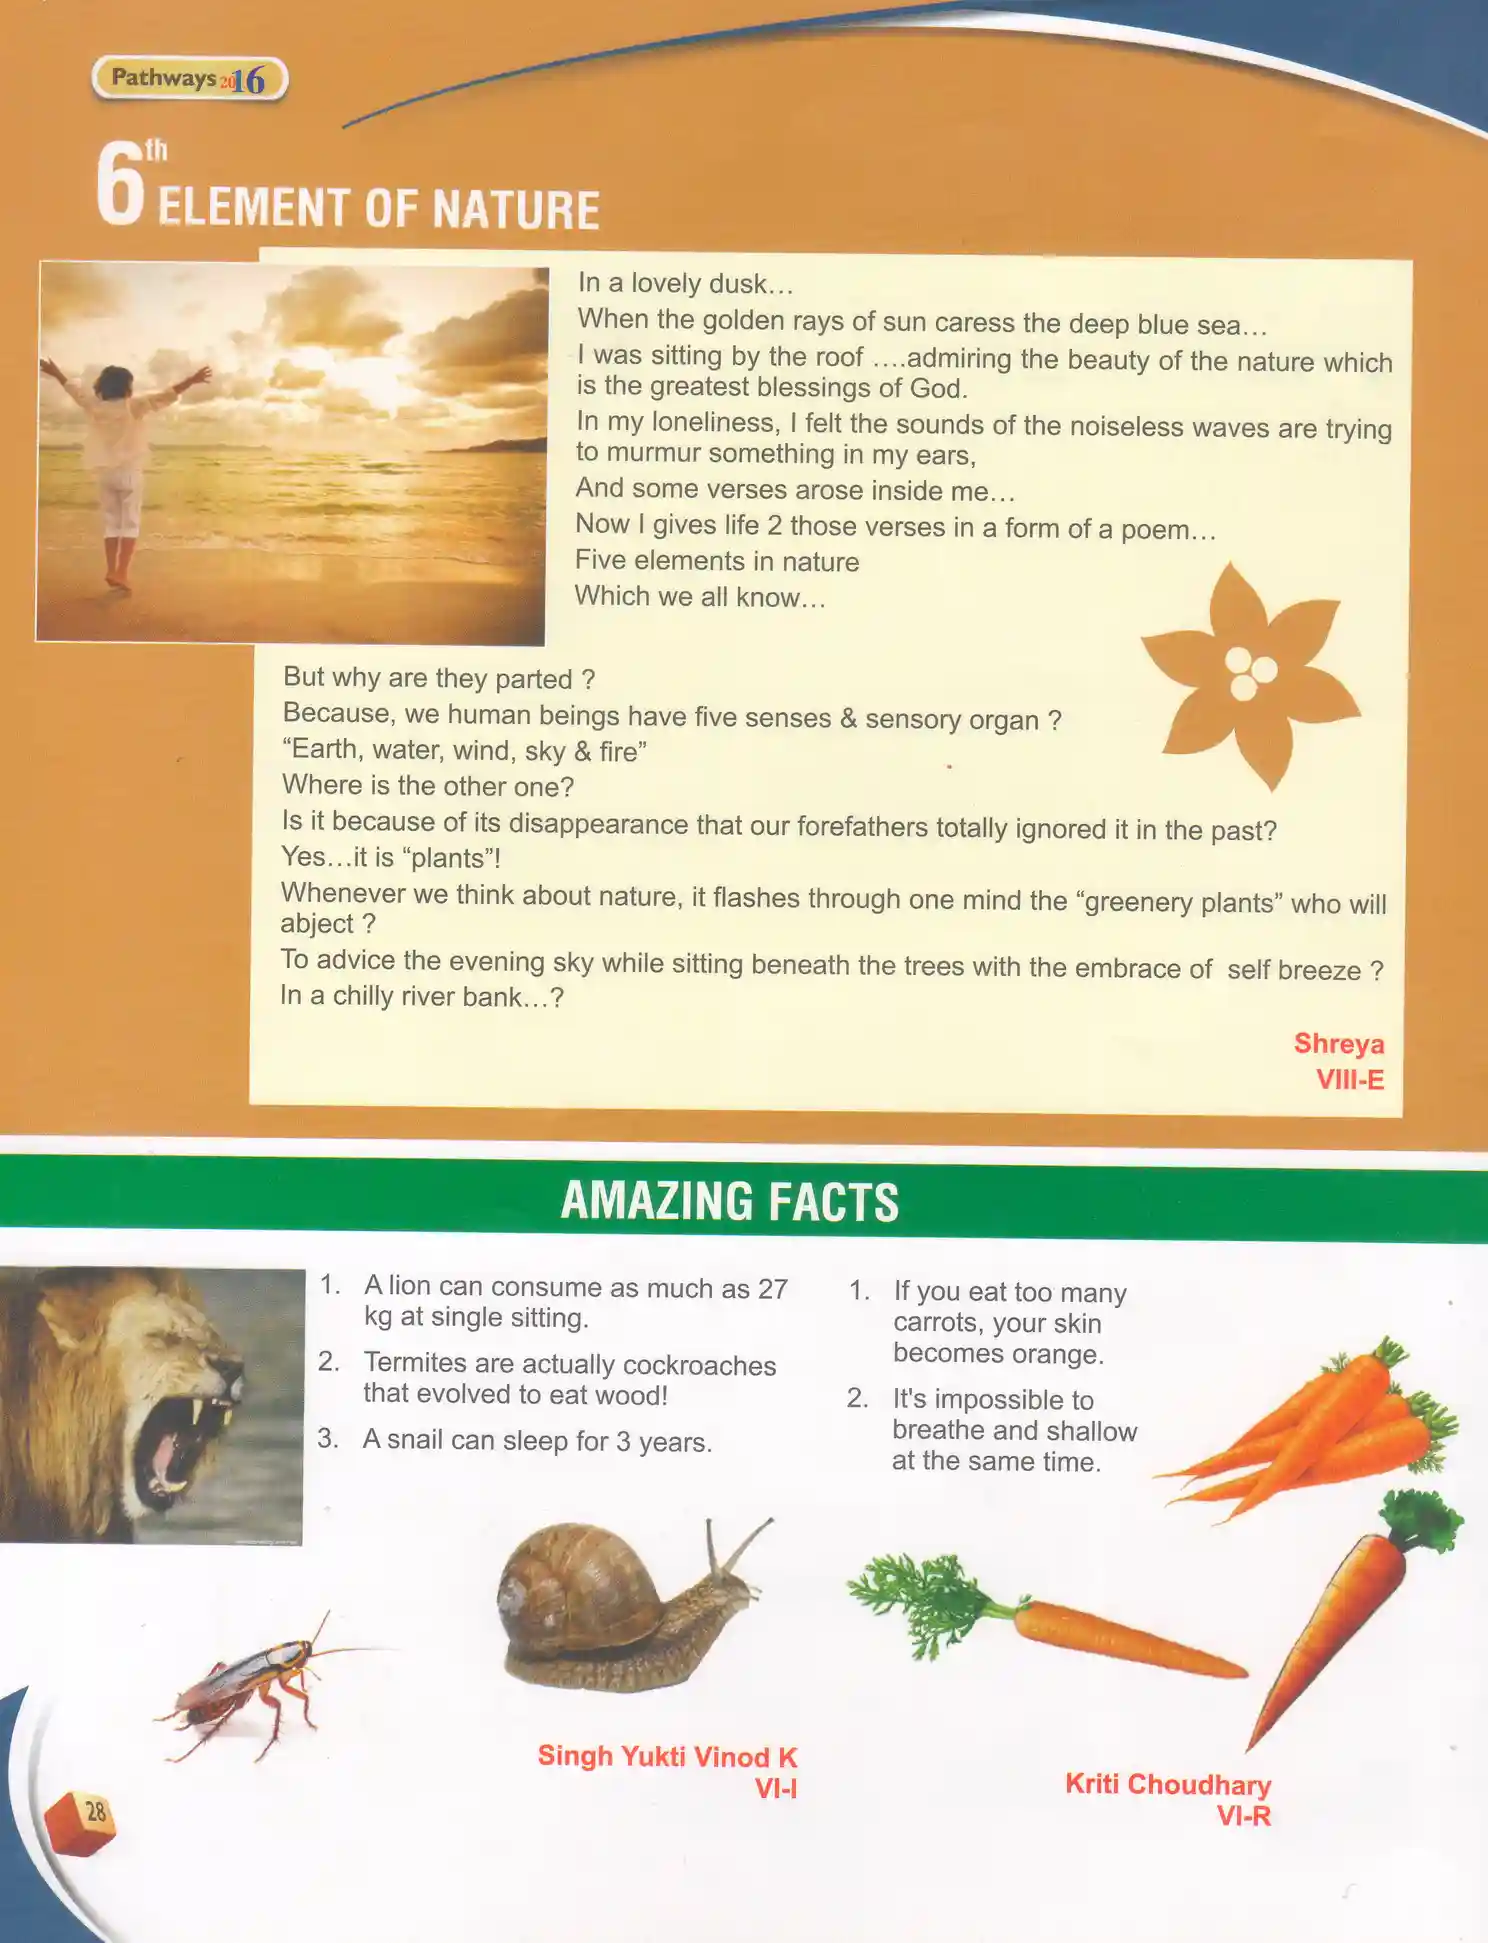 Pathways 2016
6th ELEMENT OF NATURE
In a lovely dusk...
When the golden rays of sun caress the deep blue sea...
I was sitting by the roof ....admiring the beauty of the nature which
is the greatest blessings of God.
In my loneliness, I felt the sounds of the noiseless waves are trying
to murmur something in my ears,
And some verses arose inside me...
Now I gives life 2 those verses in a form of a poem...
Five elements in nature
Which we all know...
But why are they parted ?
Because, we human beings have five senses & sensory organ ?
“Earth, water, wind, sky & fire”
Where is the other one?
Is it because of its disappearance that our forefathers totally ignored it in the past?
Yes...it is “plants”!
Whenever we think about nature, it flashes through one mind the “greenery plants” who will
abject ?
To advice the evening sky while sitting beneath the trees with the embrace of self breeze ?
In a chilly river bank...?
Shreya
VIII-E
AMAZING FACTS
1. A lion can consume as much as 27
kg at single sitting.
2. Termites are actually cockroaches
that evolved to eat wood!
3. A snail can sleep for 3 years.
Singh Yukti Vinod K
VI-I
1. If you eat too many
carrots, your skin
becomes orange.
2. It's impossible to
breathe and shallow
at the same time.
Kriti Choudhary
VI-R
28